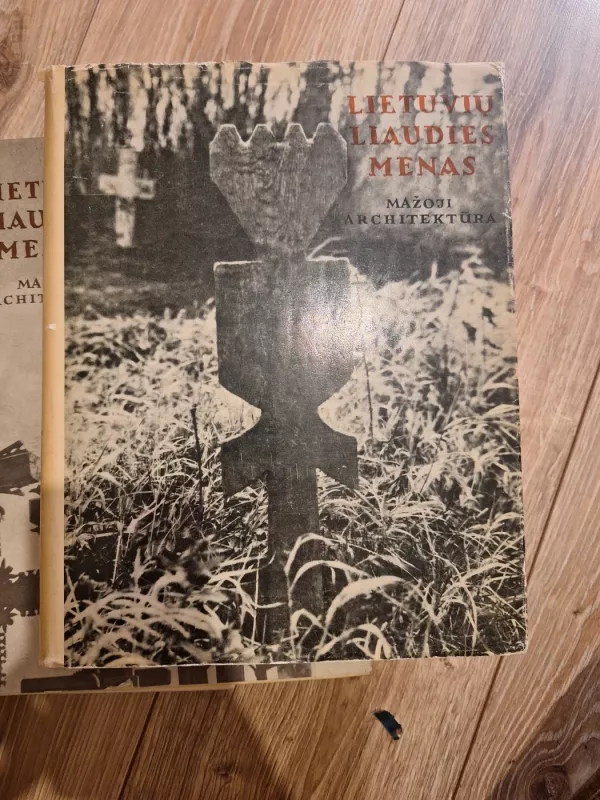 LIETUVIŲ
LIAUDIES
MENAS
MAŽOJI
ARCHITEKTŪRA